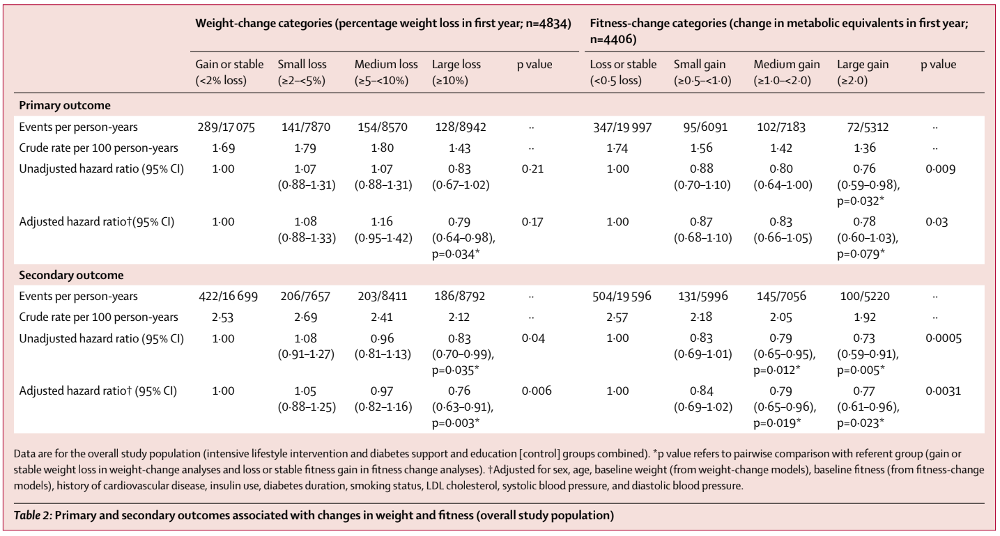 Weight-change categories (percentage weight loss in first year; n=4834) Fitness-change categories (change in metabolic equivalents in first year;
n=4406)
Gain or stable Small loss Medium loss Large loss p value Loss or stable Small gain Medium gain Large gain p value
(<2% loss) (≥2–<5%) (≥5–<10%) (≥10%) (<0·5 loss) (≥0·5–<1·0) (≥1·0–<2·0) (≥2·0)
Primary outcome
Events per person-years 289/17 075 141/7870 154/8570 128/8942 ·· 347/19 997 95/6091 102/7183 72/5312 ··
Crude rate per 100 person-years 1·69 1·79 1·80 1·43 ·· 1·74 1·56 1·42 1·36 ··
Unadjusted hazard ratio (95% CI) 1·00 1·07 1·07 0·83 0·21 1·00 0·88 0·80 0·76 0·009
(0·88–1·31) (0·88–1·31) (0·67–1·02) (0·70–1·10) (0·64–1·00) (0·59–0·98),
p=0·032*
Adjusted hazard ratio†(95% CI) 1·00 1·08 1·16 0·79 0·17 1·00 0·87 0·83 0·78 0·03
(0·88–1·33) (0·95–1·42) (0·64–0·98), (0·68–1·10) (0·66–1·05) (0·60–1·03),
p=0·034* p=0·079*
Secondary outcome
Events per person-years 422/16 699 206/7657 203/8411 186/8792 ·· 504/19 596 131/5996 145/7056 100/5220 ··
Crude rate per 100 person-years 2·53 2·69 2·41 2·12 ·· 2·57 2·18 2·05 1·92 ··
Unadjusted hazard ratio (95% CI) 1·00 1·08 0·96 0·83 0·04 1·00 0·83 0·79 0·73 0·0005
(0·91–1·27) (0·81–1·13) (0·70–0·99), (0·69–1·01) (0·65–0·95), (0·59–0·91),
p=0·035* p=0·012* p=0·005*
Adjusted hazard ratio† (95% CI) 1·00 1·05 0·97 0·76 0·006 1·00 0·84 0·79 0·77 0·0031
(0·88–1·25) (0·82–1·16) (0·63–0·91), (0·69–1·02) (0·65–0·96), (0·61–0·96),
p=0·003* p=0·019* p=0·023*
Data are for the overall study population (intensive lifestyle intervention and diabetes support and education [control] groups combined). *p value refers to pairwise comparison with referent group (gain or
stable weight loss in weight-change analyses and loss or stable fitness gain in fitness change analyses). †Adjusted for sex, age, baseline weight (from weight-change models), baseline fitness (from fitness-change
models), history of cardiovascular disease, insulin use, diabetes duration, smoking status, LDL cholesterol, systolic blood pressure, and diastolic blood pressure.
Table 2: Primary and secondary outcomes associated with changes in weight and fitness (overall study population)